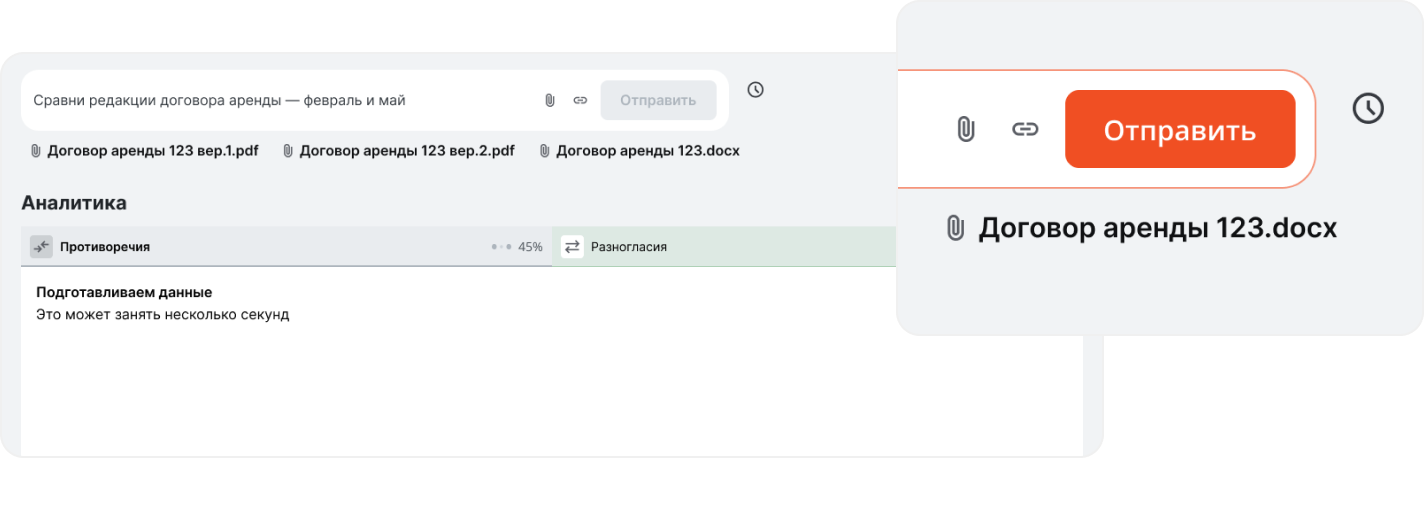 Сравни редакции договора аренды — февраль и май
Отправить
Договор аренды 123 вер.1.pdf
Договор аренды 123 вер.2.pdf
Договор аренды 123.docx
Аналитика
Противоречия
45%
Разногласия
Подготавливаем данные
Это может занять несколько секунд
Отправить
Договор аренды 123.docx